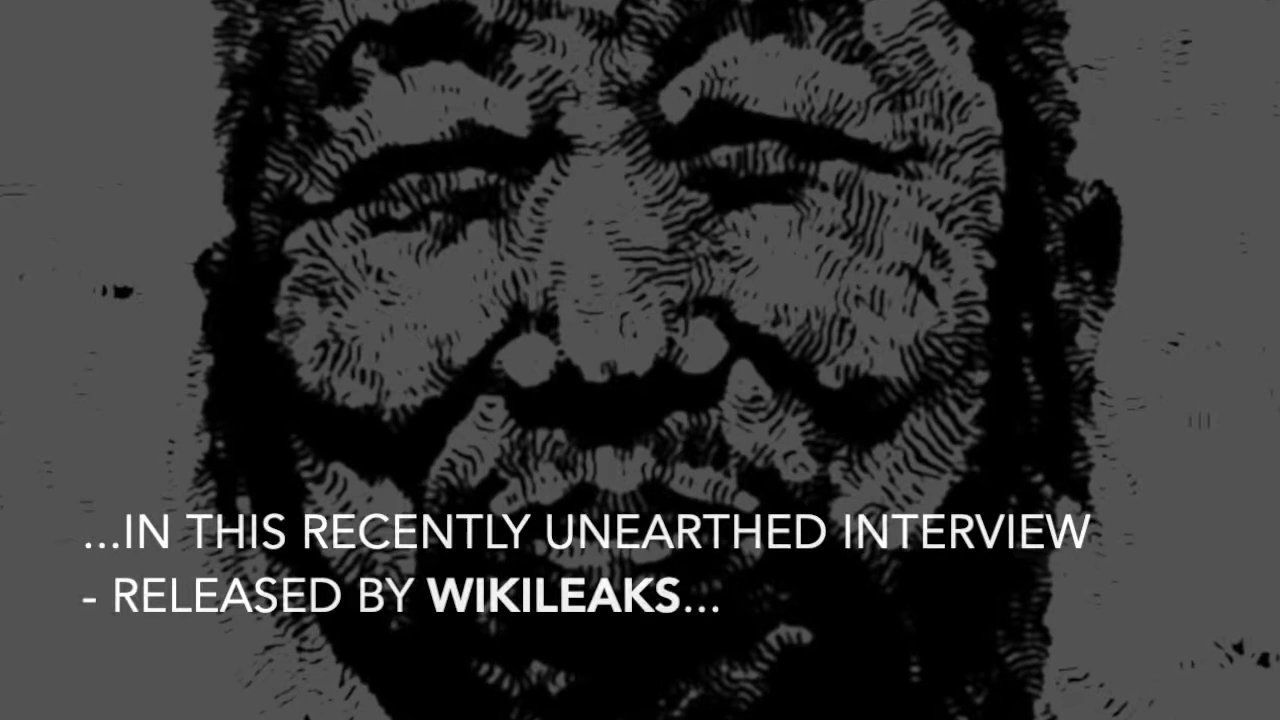 ...IN THIS RECENTLY UNEARTHED INTERVIEW
- RELEASED BY WIKILEAKS...